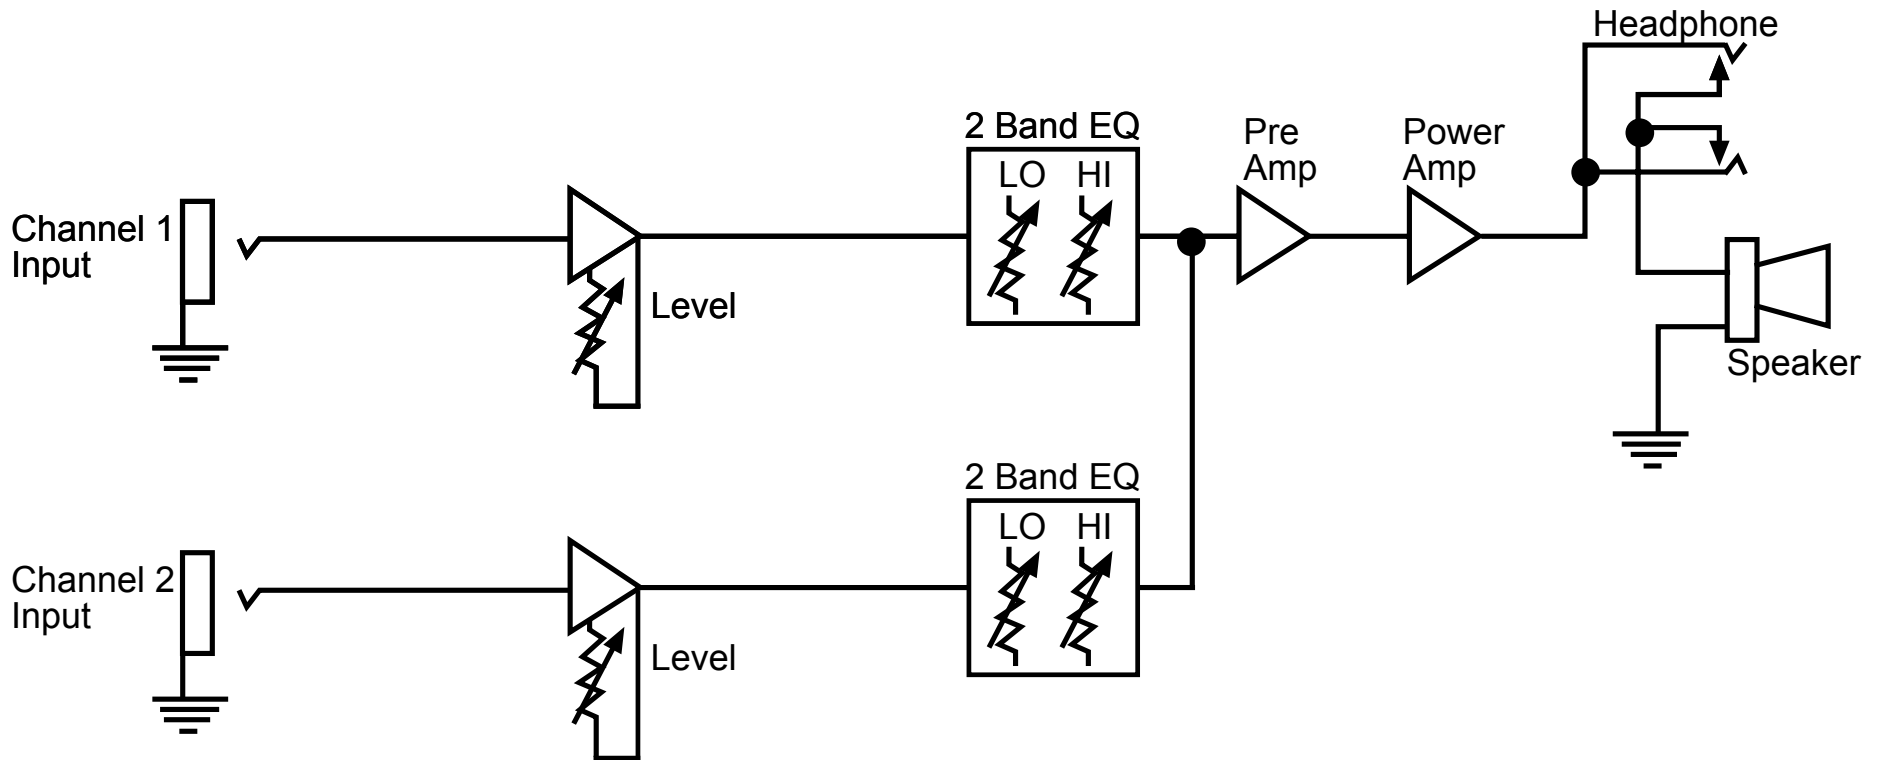 Headphone
2 Band EQ
LO HI
Pre
Amp
Power
Amp
Channel 1
Input
Level
Speaker
2 Band EQ
LO HI
Channel 2
Input
Level